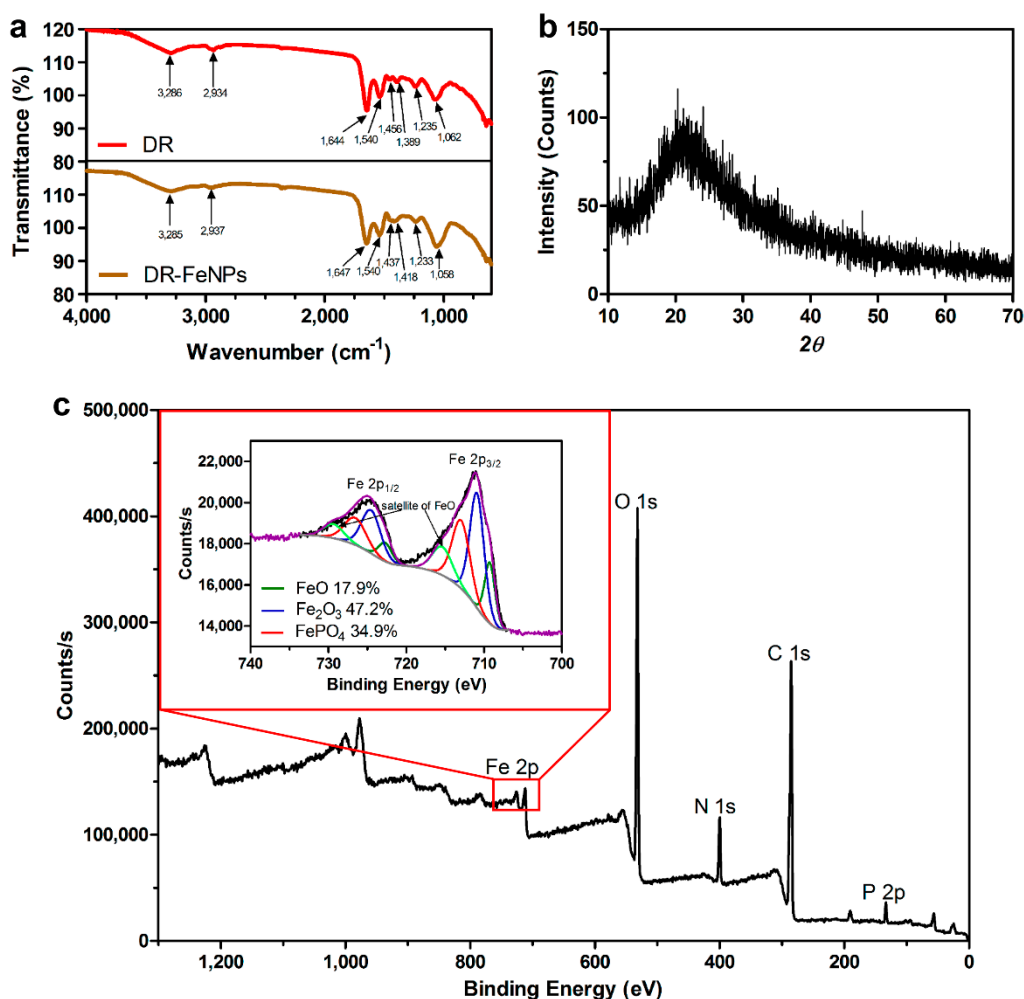 a
120
110
100
90
80
110
100
90
80
Transmittance (%)
3,286
2,934
1,644
1,540
1,456
1,389
1,235
1,062
DR
3,285
2,937
1,647
1,540
1,437
1,418
1,233
1,058
DR-FeNPs
4,000
3,000
2,000
1,000
Wavenumber (cm⁻¹)
b
150
100
50
0
Intensity (Counts)
10
20
30
40
50
60
70
2θ
c
500,000
400,000
300,000
200,000
100,000
0
Counts/s
22,000
20,000
18,000
16,000
14,000
Counts/s
Fe 2p1/2
Fe 2p3/2
satellite of FeO
FeO 17.9%
Fe₂O₃ 47.2%
FePO₄ 34.9%
740
730
720
710
700
Binding Energy (eV)
Fe 2p
O 1s
N 1s
C 1s
P 2p
1,200
1,000
800
600
400
200
0
Binding Energy (eV)